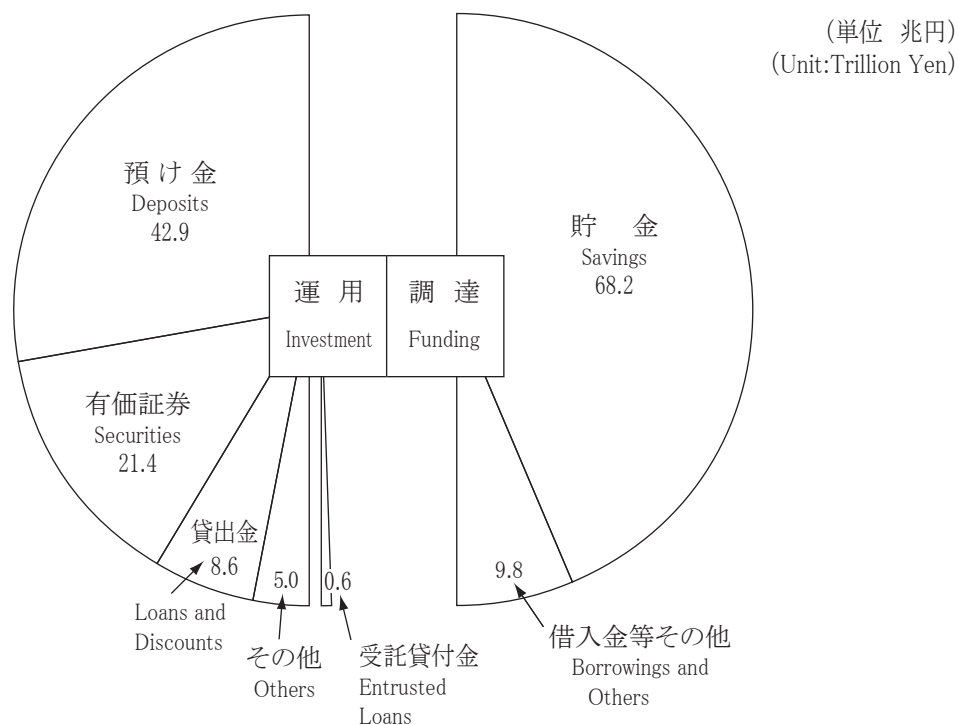 (単位 兆円)
(Unit:Trillion Yen)
預け金
Deposits
42.9
有価証券
Securities
21.4
貸出金
8.6
Loans and
Discounts
5.0
その他
Others
0.6
受託貸付金
Entrusted
Loans
運用
Investment
調達
Funding
貯金
Savings
68.2
9.8
借入金等その他
Borrowings and
Others